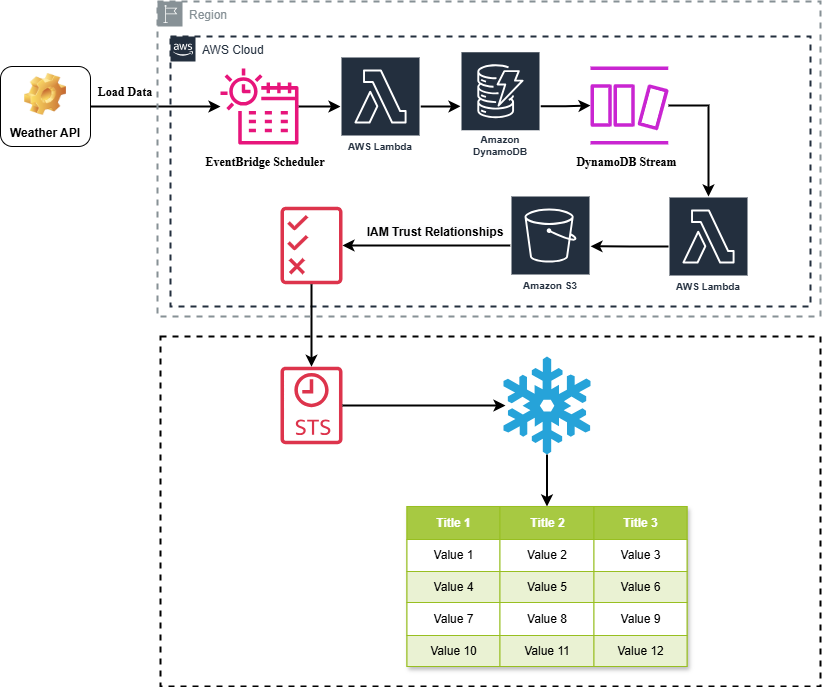 Region
aws
AWS Cloud
Weather API
Load Data
EventBridge Scheduler
AWS Lambda
Amazon
DynamoDB
DynamoDB Stream
IAM Trust Relationships
Amazon S3
AWS Lambda
STS
Title 1 Title 2 Title 3
Value 1 Value 2 Value 3
Value 4 Value 5 Value 6
Value 7 Value 8 Value 9
Value 10 Value 11 Value 12